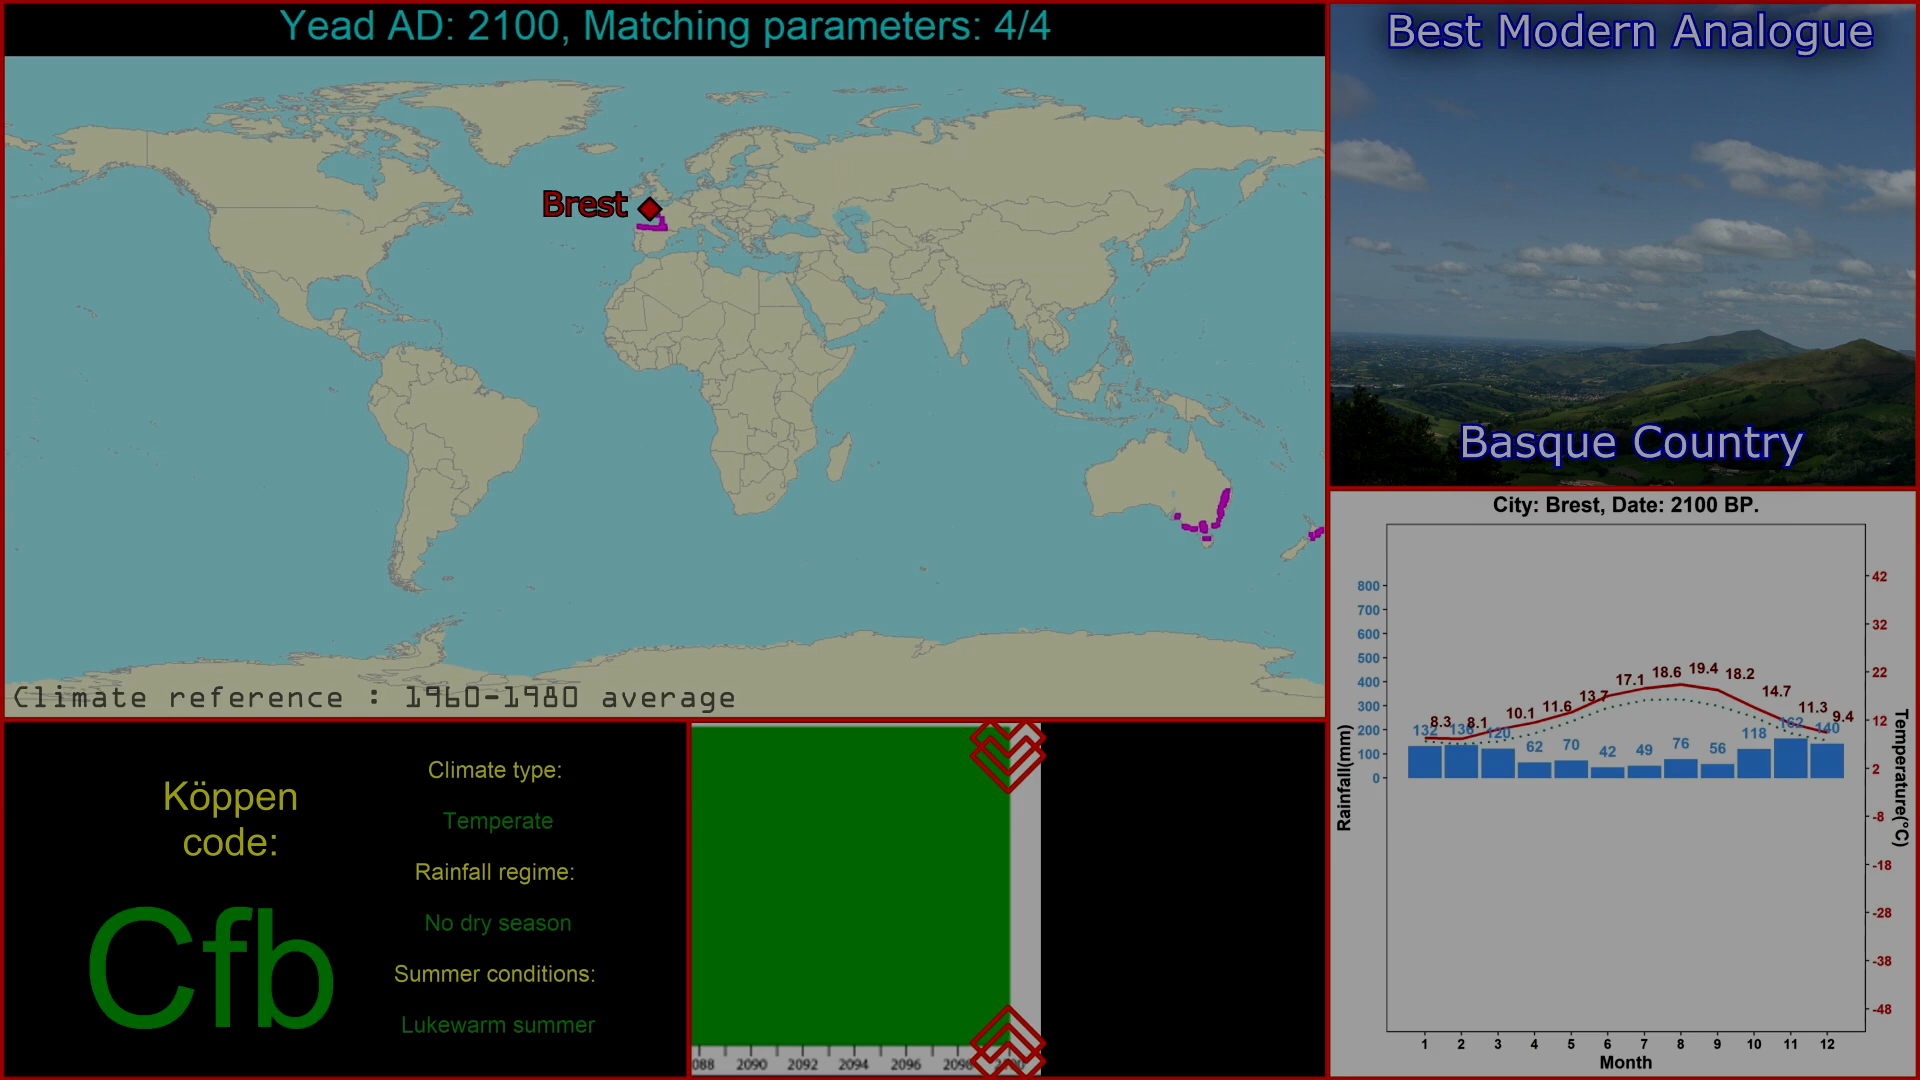 Yead AD: 2100, Matching parameters: 4/4
Brest
Climate reference : 1960-1980 average
Best Modern Analogue
Basque Country
Köppen
code:
Cfb
Climate type:
Temperate
Rainfall regime:
No dry season
Summer conditions:
Lukewarm summer
2090 2092 2094 2096
City: Brest, Date: 2100 BP.
800
700
600
500
400
300
200
100
0
Rainfall(mm)
8.3 8.1 10.1 11.6 13.7 17.1 18.6 19.4 18.2 14.7 11.3 9.4
132 136 120 62 70 42 49 76 56 118 162 140
42
32
22
12
2
-8
-18
-28
-38
-48
Temperature(°C)
1 2 3 4 5 6 7 8 9 10 11 12
Month